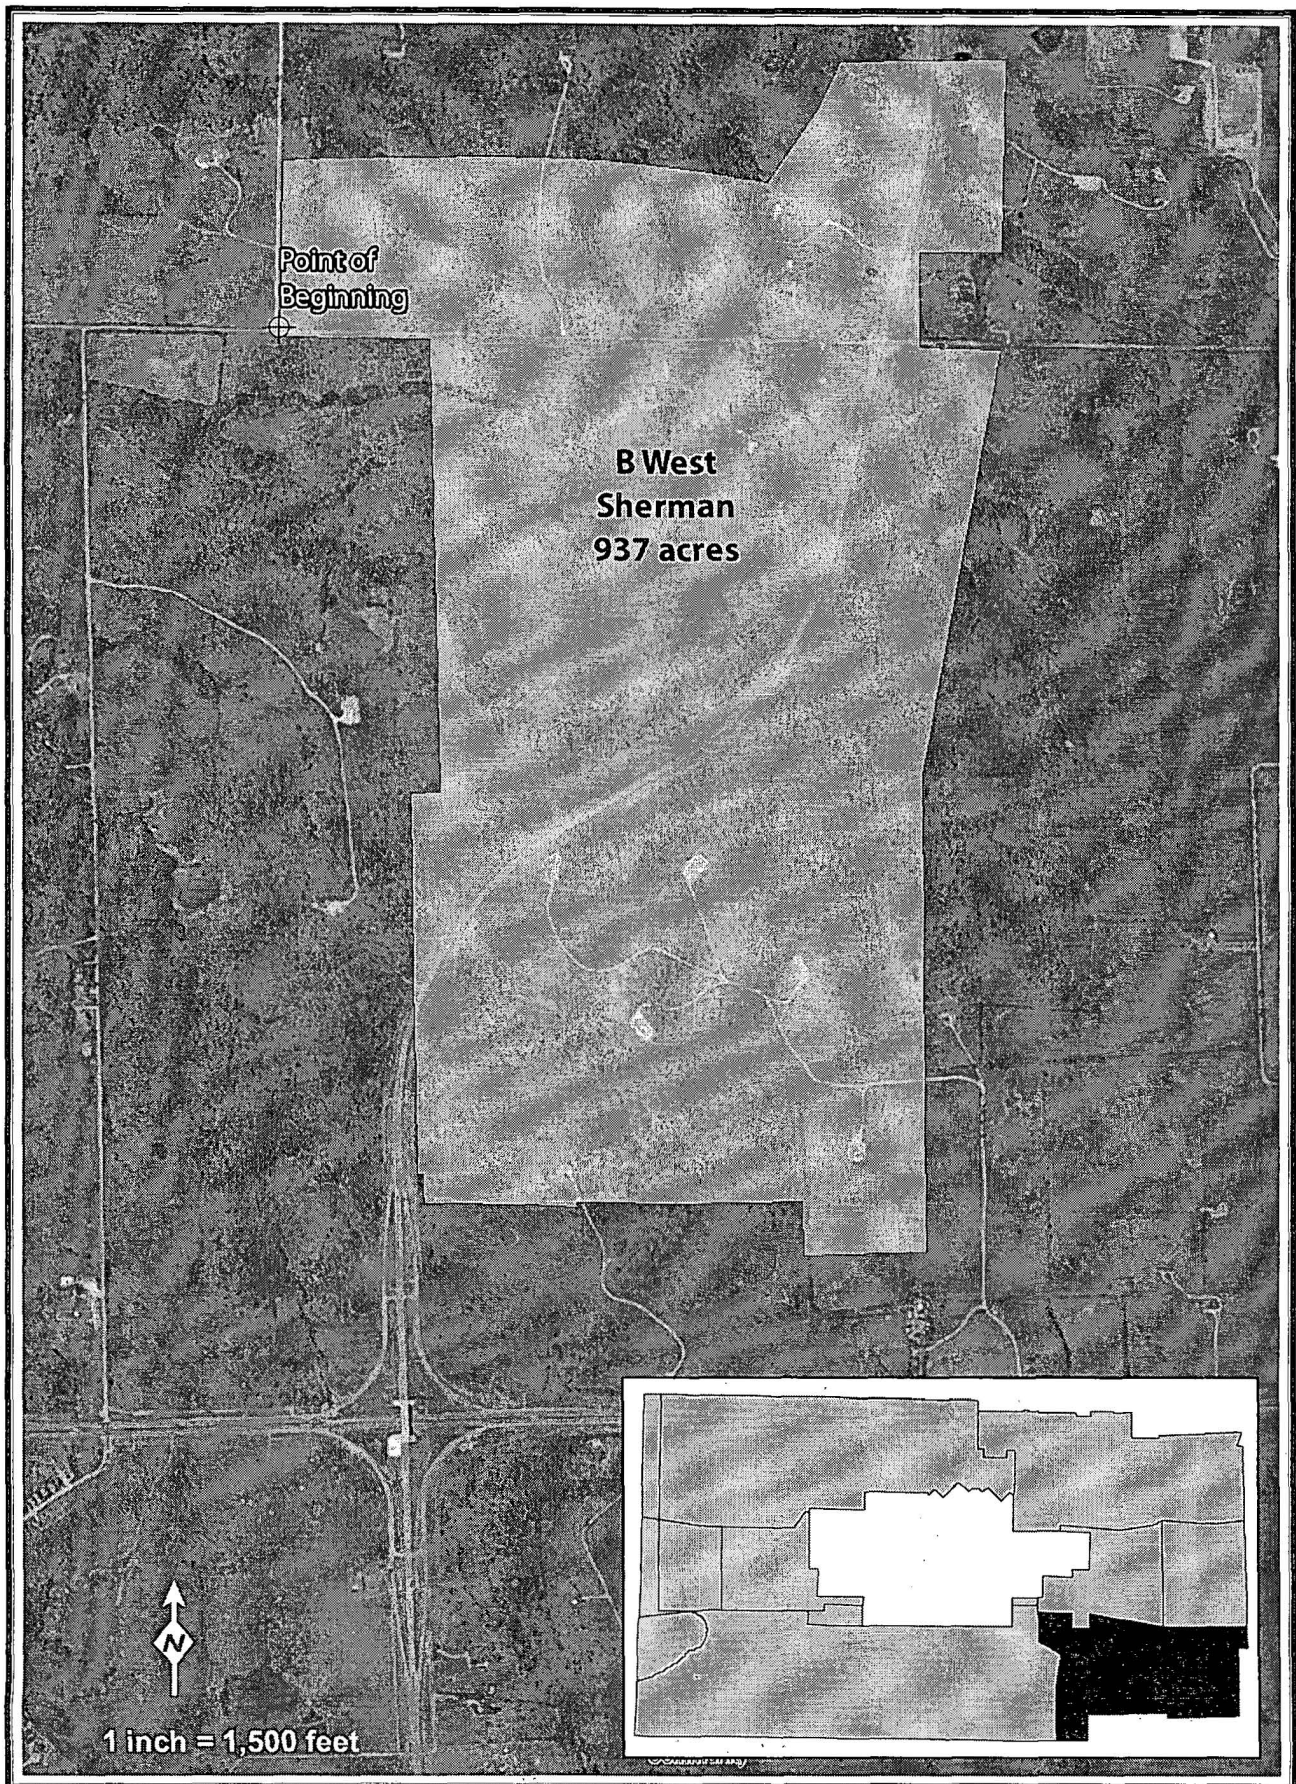 Point of
Beginning
B West
Sherman
937 acres
N
1 inch = 1,500 feet